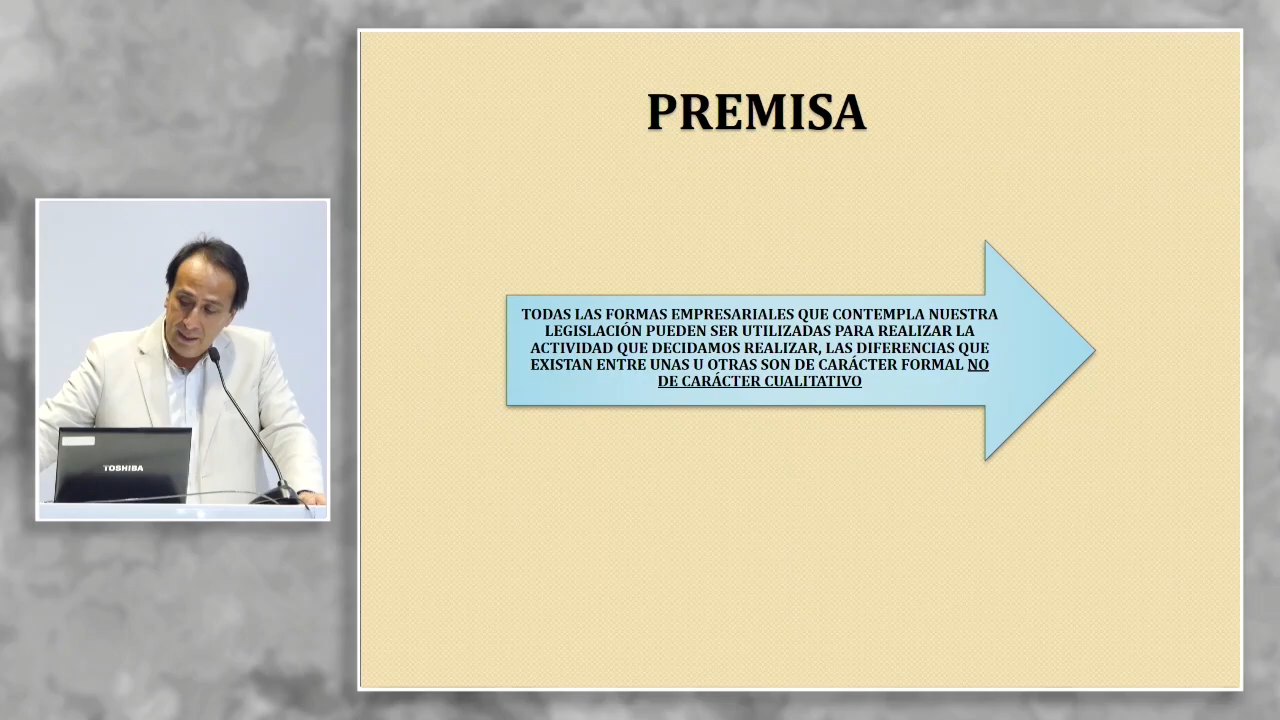 PREMISA
TODAS LAS FORMAS EMPRESARIALES QUE CONTEMPLA NUESTRA
LEGISLACIÓN PUEDEN SER UTILIZADAS PARA REALIZAR LA
ACTIVIDAD QUE DECIDAMOS REALIZAR, LAS DIFERENCIAS QUE
EXISTAN ENTRE UNAS U OTRAS SON DE CARÁCTER FORMAL NO
DE CARÁCTER CUALITATIVO
TOSHIBA